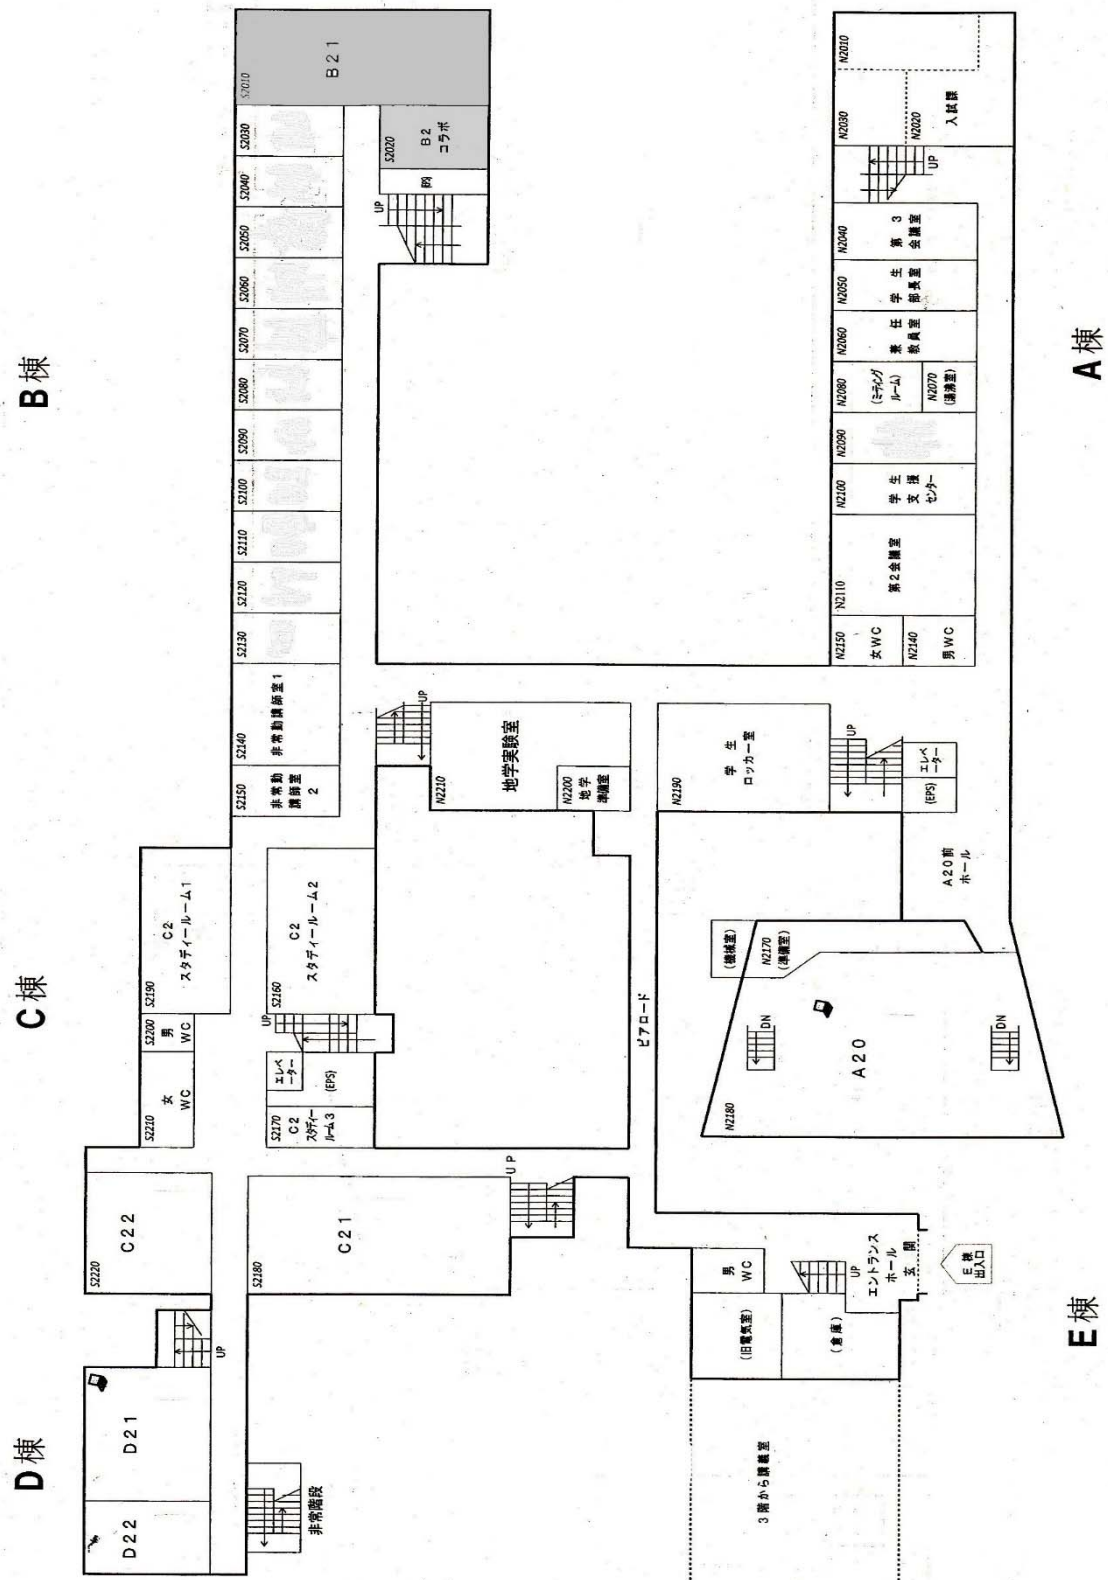 B棟
S2010
B21
S2020
B2
コラボ
UP
S2030
S2040
S2050
S2060
S2070
S2080
S2090
S2100
S2110
S2120
S2130
S2140
非常勤講師室1
S2150
非常勤
講師室
2
A棟
N2010
N2020
入試課
N2030
UP
N2040
第3
会議室
N2050
学生
部長室
N2060
兼任
教員室
N2080
(ミーティング
ルーム)
N2070
(湯沸室)
N2090
N2100
学生
支援
センター
N2110
第2会議室
N2150
女WC
N2140
男WC
UP
N2210
地学実験室
N2200
地学
準備室
N2190
学生
ロッカー室
UP
エレベ
ーター
(EPS)
A20前
ホール
(機械室)
N2170
(準備室)
A20
N2180
DN
DN
ピアロード
C棟
C2
スタディールーム1
S2190
C2
スタディールーム2
S2160
S2200
男
WC
S2210
女
WC
UP
エレベ
ーター
(EPS)
S2170
C2
スタディー
ルーム3
C22
S2220
C21
S2180
UP
D棟
UP
D21
D22
非常階段
E棟
男
WC
UP
エントランス
ホール
玄関
E棟
出入口
(旧電気室)
(倉庫)
3階から講義室